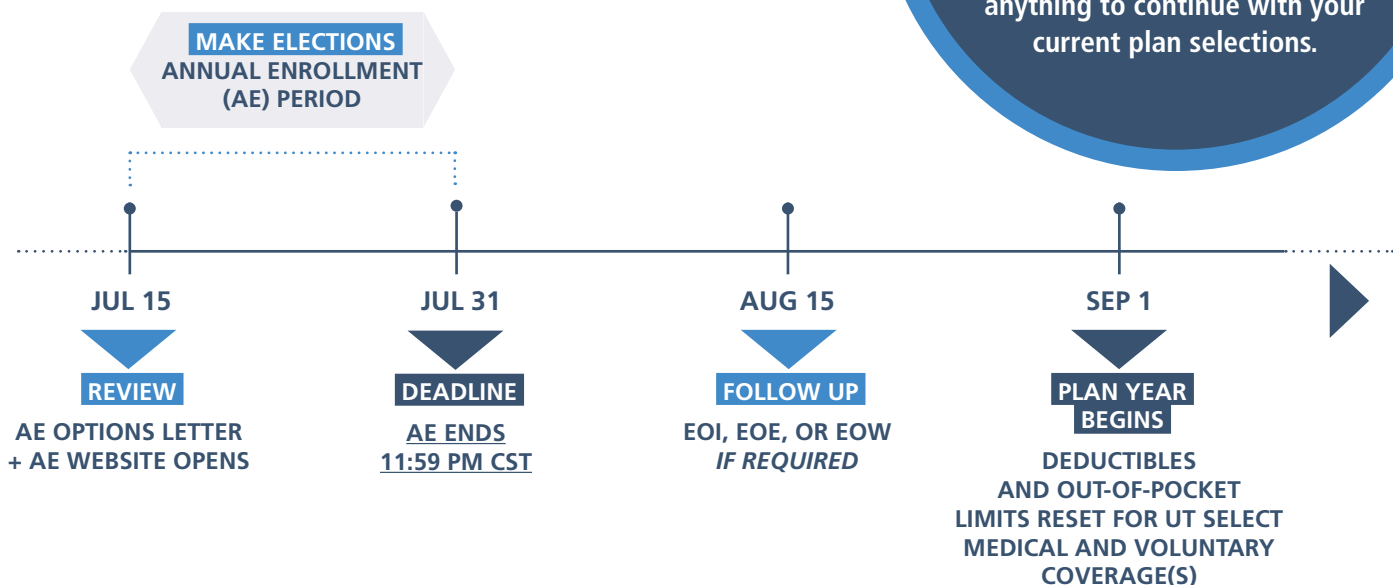 anything to continue with your
current plan selections.
MAKE ELECTIONS
ANNUAL ENROLLMENT
(AE) PERIOD
JUL 15
REVIEW
AE OPTIONS LETTER
+ AE WEBSITE OPENS
JUL 31
DEADLINE
AE ENDS
11:59 PM CST
AUG 15
FOLLOW UP
EOI, EOE, OR EOW
IF REQUIRED
SEP 1
PLAN YEAR
BEGINS
DEDUCTIBLES
AND OUT-OF-POCKET
LIMITS RESET FOR UT SELECT
MEDICAL AND VOLUNTARY
COVERAGE(S)